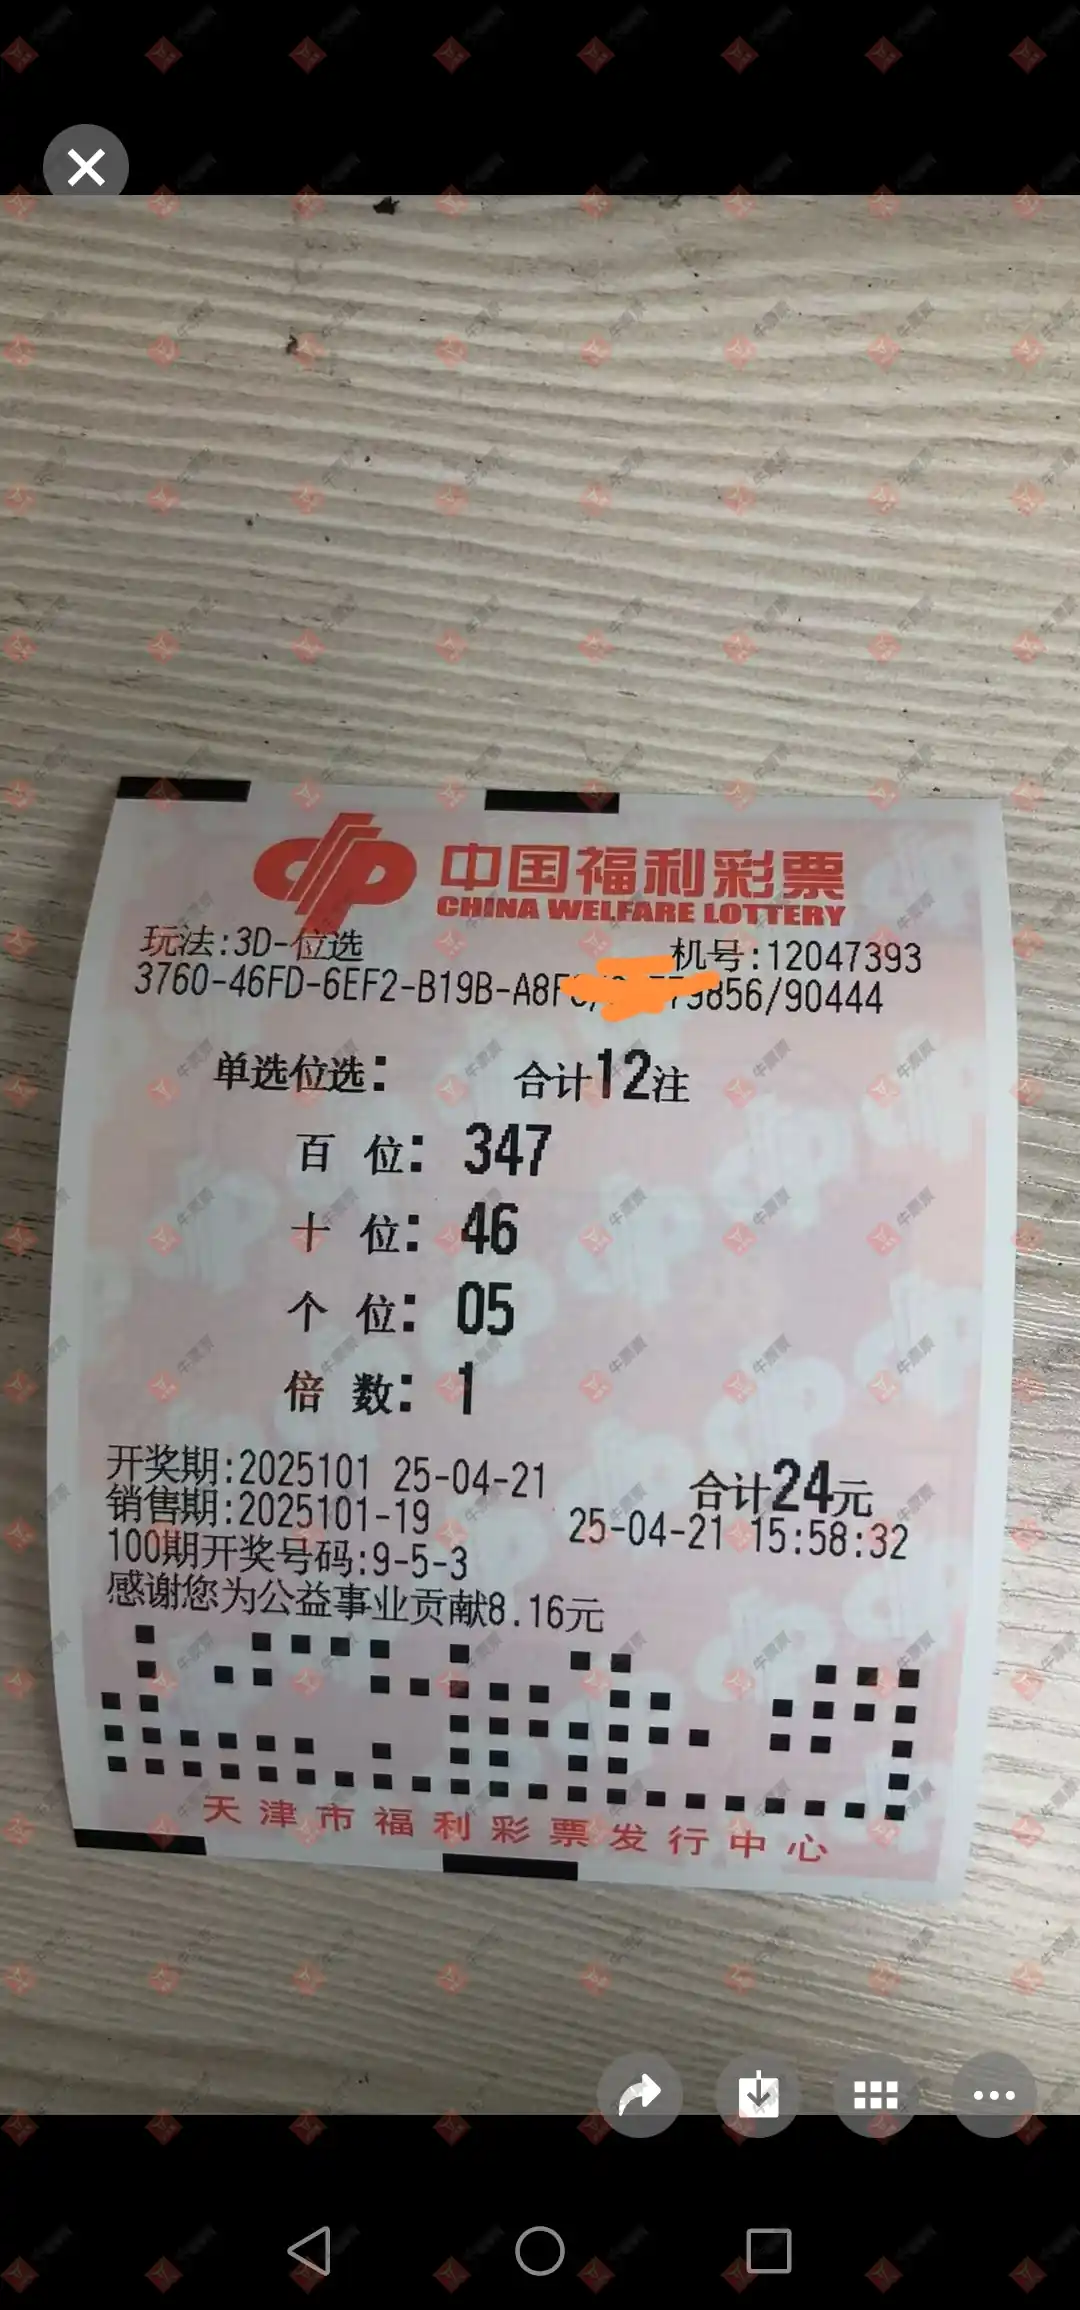 中国福利彩票
CHINA WELFARE LOTTERY
玩法:3D-位选 机号:12047393
3760-46FD-6EF2-B19B-A8F 79856/90444
单选位选: 合计12注
百 位: 347
十 位: 46
个 位: 05
倍 数: 1
开奖期:2025101 25-04-21 合计24元
销售期:2025101-19 25-04-21 15:58:32
100期开奖号码:9-5-3
感谢您为公益事业贡献8.16元
天津市福利彩票发行中心
牛票票